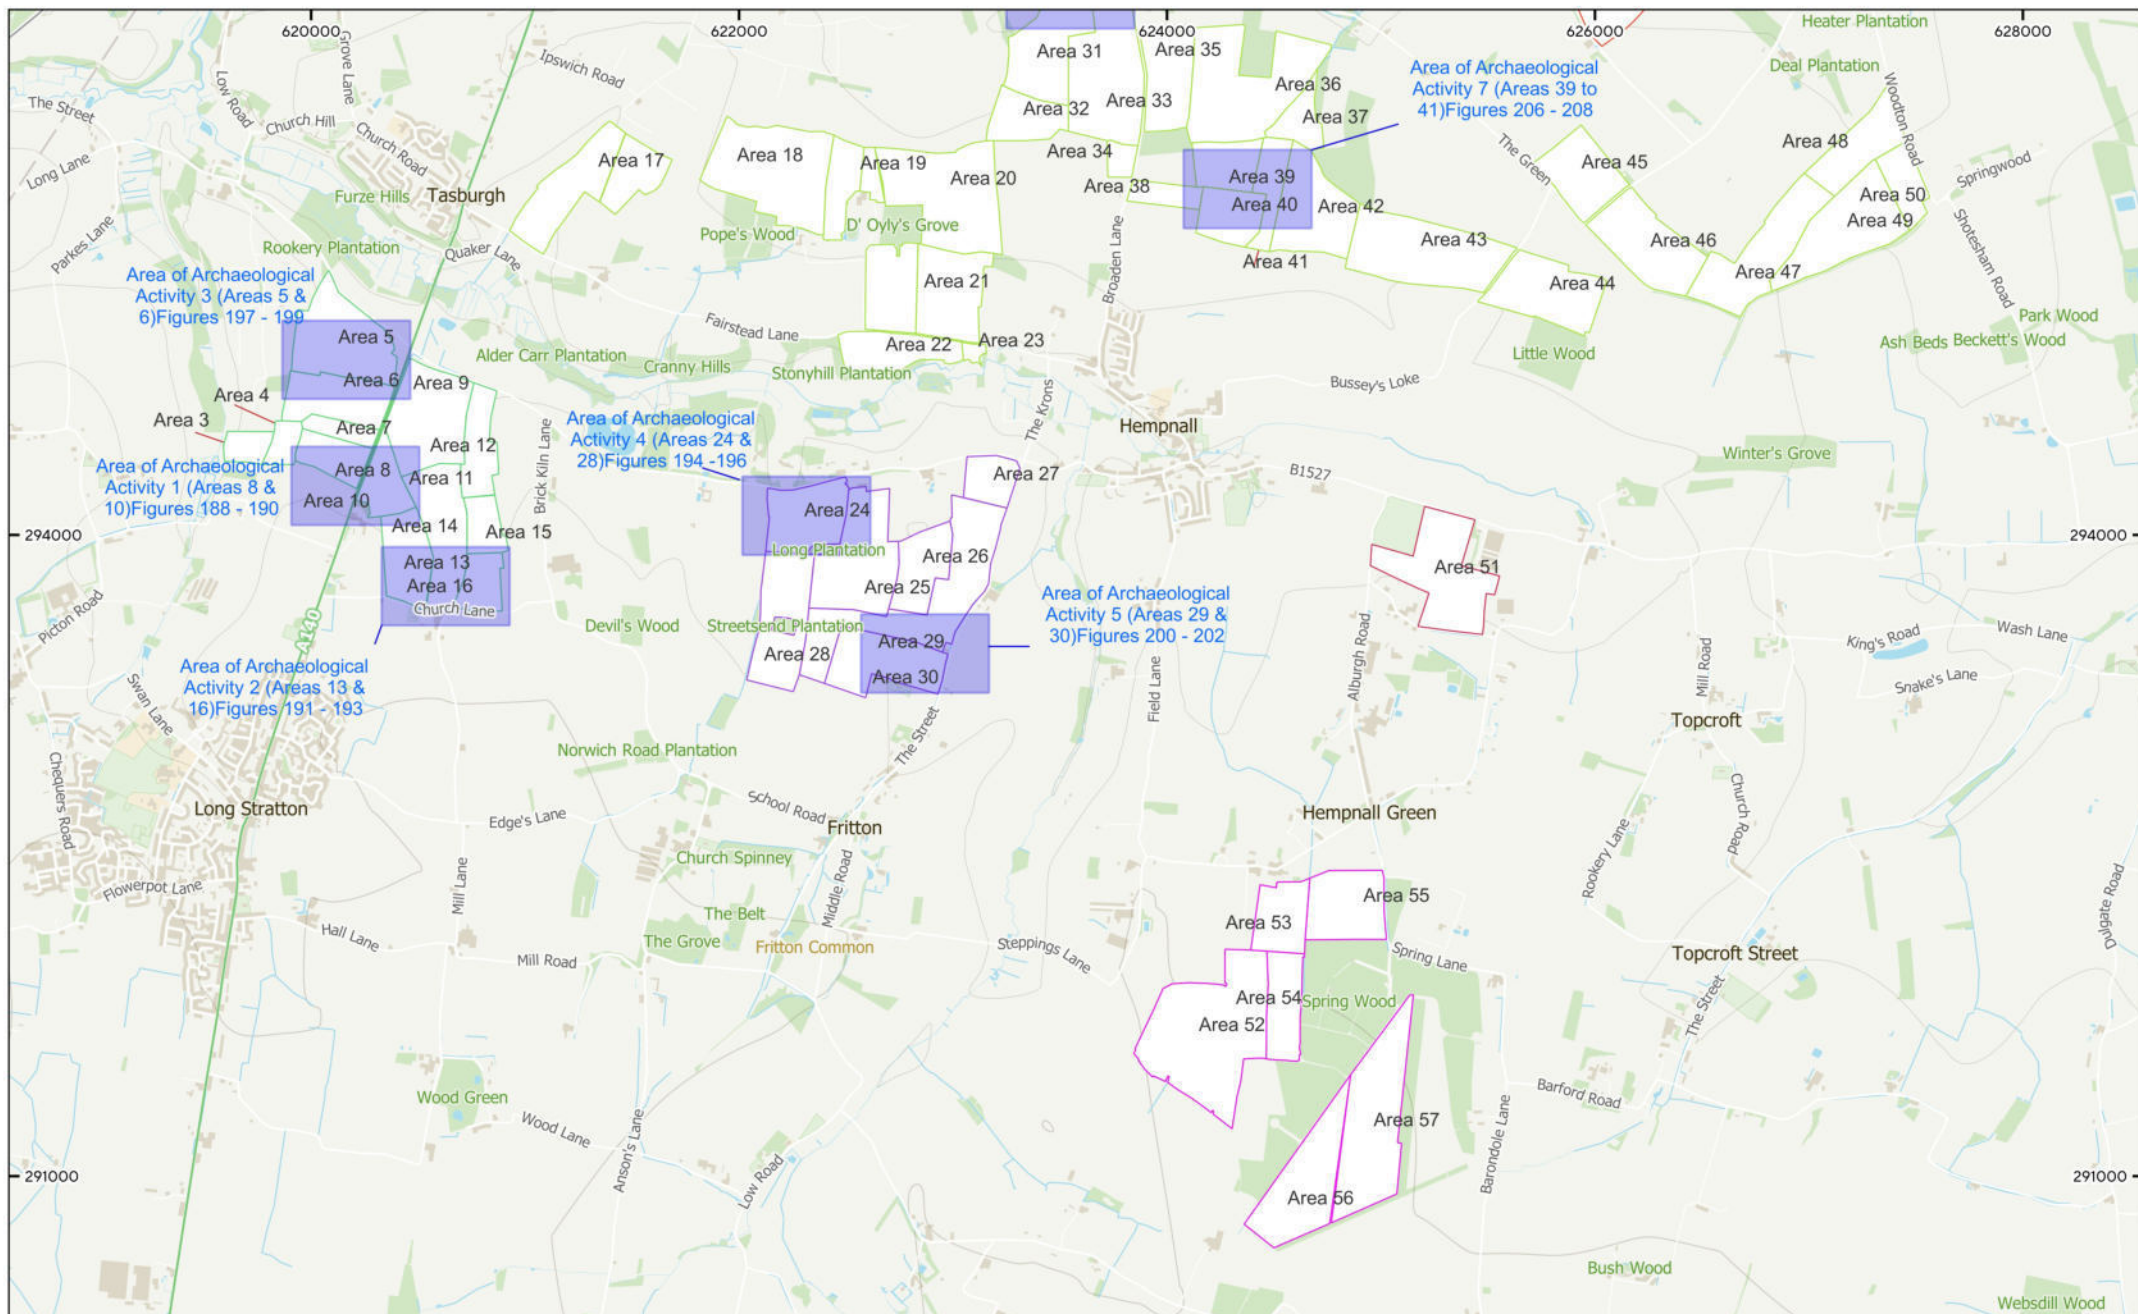 620000
622000
624000
626000
628000
Heater Plantation
Grove Lane
Low Road
Ipswich Road
Area 31
Area 35
Area of Archaeological
Activity 7 (Areas 39 to
41)Figures 206 - 208
Deal Plantation
Woodton Road
The Street
Church Hill
Church Road
Long Lane
Area 32
Area 33
Area 36
Area 37
Area 17
Area 18
Area 19
Area 20
Area 34
Area 38
Area 39
Area 40
Area 42
Area 41
Area 43
Area 44
The Green
Area 45
Area 46
Area 47
Area 48
Area 50
Area 49
Springwood
Shotesham Road
Furze Hills
Tasburgh
Parkes Lane
Rookery Plantation
Quaker Lane
Pope's Wood
D' Oyly's Grove
Broaden Lane
Area of Archaeological
Activity 3 (Areas 5 &
6)Figures 197 - 199
Area 5
Area 6
Area 21
Area 22
Area 23
Fairstead Lane
Alder Carr Plantation
Cranny Hills
Stonyhill Plantation
Little Wood
Park Wood
Ash Beds
Beckett's Wood
Bussey's Loke
Area 4
Area 3
Area 9
Area 7
Area 12
Brick Kiln Lane
The Krons
Hempnall
Area of Archaeological
Activity 4 (Areas 24 &
28)Figures 194 -196
Area of Archaeological
Activity 1 (Areas 8 &
10)Figures 188 - 190
Area 8
Area 10
Area 11
Area 14
Area 15
Area 27
B1527
Winter's Grove
294000
294000
Area 24
Long Plantation
Area 26
Area 25
Area 13
Area 16
Church Lane
Area 51
Area of Archaeological
Activity 5 (Areas 29 &
30)Figures 200 - 202
Picton Road
A140
Devil's Wood
Streetsend Plantation
Area 28
Area 29
Area 30
Area of Archaeological
Activity 2 (Areas 13 &
16)Figures 191 - 193
Swan Lane
Field Lane
Alburgh Road
Mill Road
King's Road
Wash Lane
Snake's Lane
Topcroft
Norwich Road Plantation
The Street
Chequers Road
Long Stratton
Edge's Lane
School Road
Fritton
Hempnall Green
Church Road
Rookery Lane
Church Spinney
Middle Road
Flowerpot Lane
Mill Lane
The Belt
The Grove
Fritton Common
Hall Lane
Mill Road
Steppings Lane
Area 53
Area 55
Spring Lane
Topcroft Street
Dulgate Road
Area 54
Area 52
Spring Wood
The Street
Wood Green
Wood Lane
Anson's Lane
Low Road
Barford Road
Barondole Lane
Area 57
Area 56
291000
291000
Bush Wood
Websdill Wood